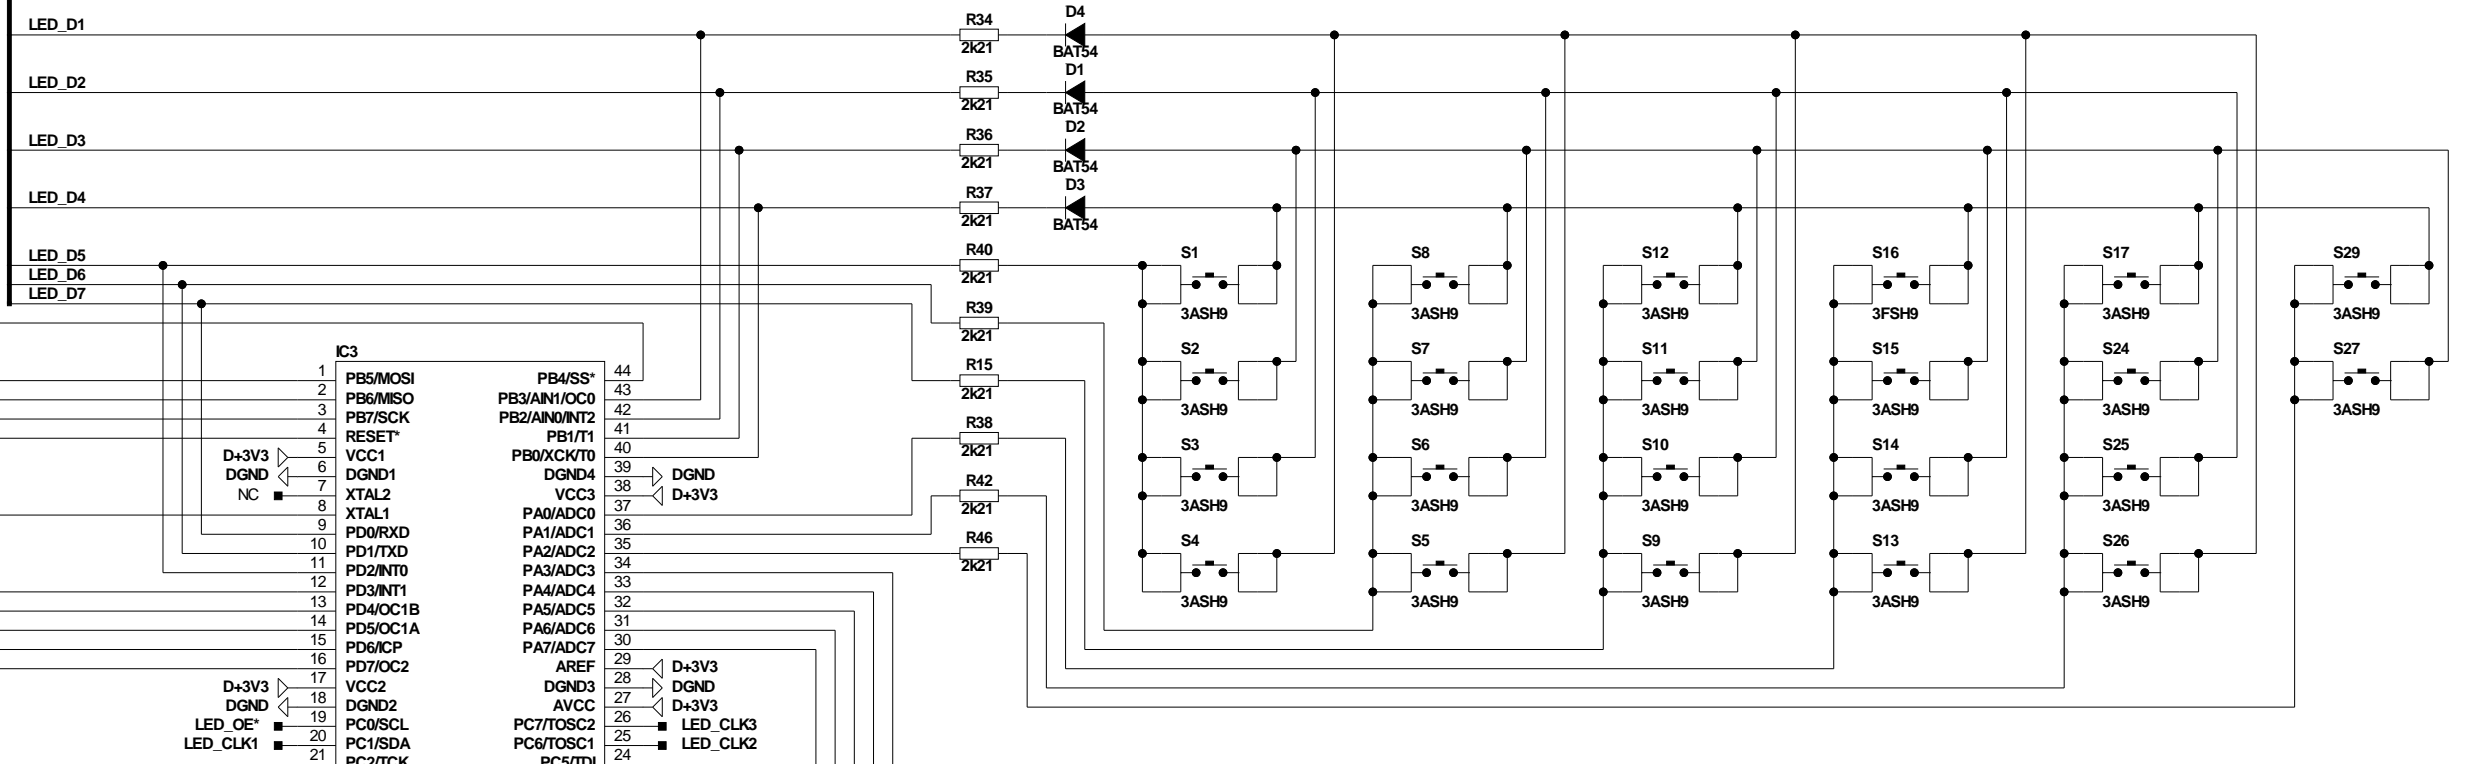 LED_D1
R34
2k21
D4
BAT54
LED_D2
R35
2k21
D1
BAT54
LED_D3
R36
2k21
D2
BAT54
LED_D4
R37
2k21
D3
BAT54
LED_D5
LED_D6
LED_D7
R40
2k21
R39
2k21
R15
2k21
R38
2k21
R42
2k21
R46
2k21
S1
3ASH9
S8
3ASH9
S12
3ASH9
S16
3FSH9
S17
3ASH9
S29
3ASH9
S2
3ASH9
S7
3ASH9
S11
3ASH9
S15
3ASH9
S24
3ASH9
S27
3ASH9
S3
3ASH9
S6
3ASH9
S10
3ASH9
S14
3ASH9
S25
3ASH9
S4
3ASH9
S5
3ASH9
S9
3ASH9
S13
3ASH9
S26
3ASH9
IC3
1 PB5/MOSI PB4/SS* 44
2 PB6/MISO PB3/AIN1/OC0 43
3 PB7/SCK PB2/AIN0/INT2 42
4 RESET* PB1/T1 41
D+3V3 5 VCC1 PB0/XCK/T0 40
DGND 6 DGND1 DGND4 39 DGND
NC 7 XTAL2 VCC3 38 D+3V3
8 XTAL1 PA0/ADC0 37
9 PD0/RXD PA1/ADC1 36
10 PD1/TXD PA2/ADC2 35
11 PD2/INT0 PA3/ADC3 34
12 PD3/INT1 PA4/ADC4 33
13 PD4/OC1B PA5/ADC5 32
14 PD5/OC1A PA6/ADC6 31
15 PD6/ICP PA7/ADC7 30
16 PD7/OC2 AREF 29 D+3V3
D+3V3 17 VCC2 DGND3 28 DGND
DGND 18 DGND2 AVCC 27 D+3V3
LED_OE* 19 PC0/SCL PC7/TOSC2 26 LED_CLK3
LED_CLK1 20 PC1/SDA PC6/TOSC1 25 LED_CLK2
21 PC2/TCK PC5/TDI 24